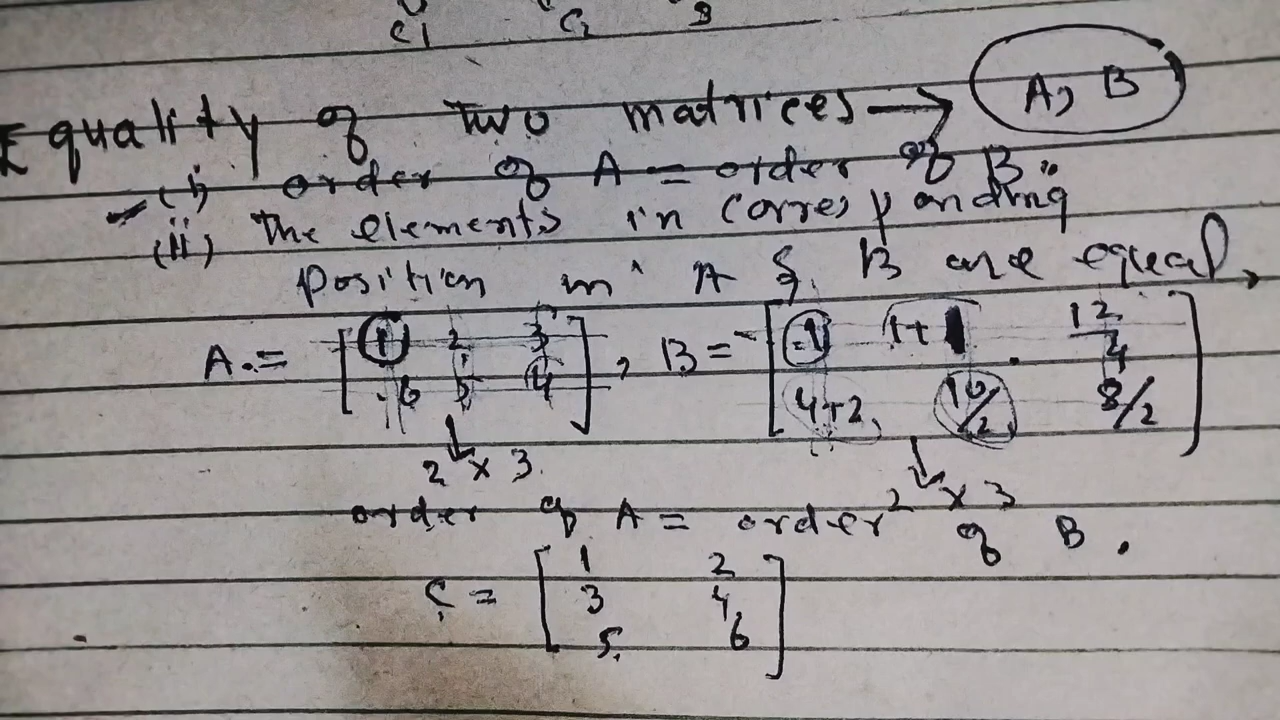 C1 C2 B
Equality of two matrices → A, B
(i) order of A = order of B
(ii) The elements in corresponding
position in A & B are equal,
A = [ 1 2 3 ] , B = [ 1 1+1 12/4 ]
[ 6 5 4 ] [ 4+2, 10/2 8/2 ]
2 x 3 2 x 3
order of A = order of B.
C = [ 1 2 ]
[ 3 4 ]
[ 5 6 ]